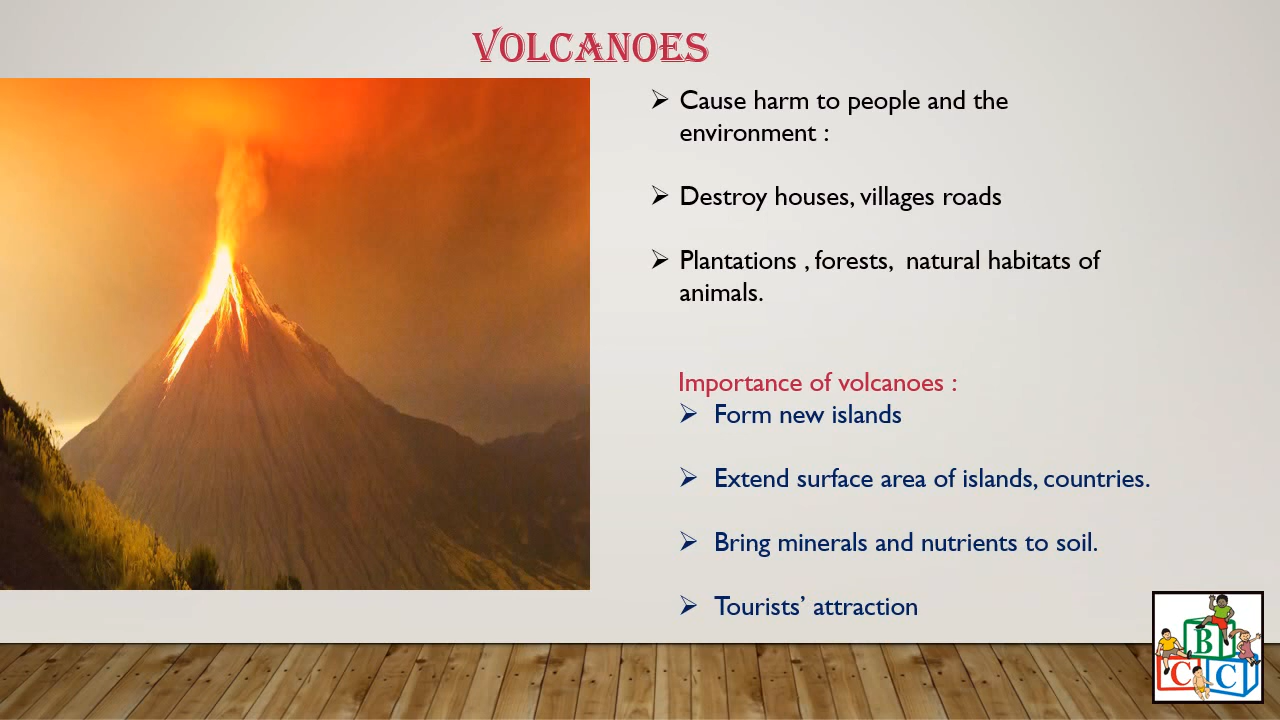 VOLCANOES
➢ Cause harm to people and the
environment :
➢ Destroy houses, villages roads
➢ Plantations , forests,  natural habitats of
animals.
Importance of volcanoes :
➢ Form new islands
➢ Extend surface area of islands, countries.
➢ Bring minerals and nutrients to soil.
➢ Tourists’ attraction
B
C C